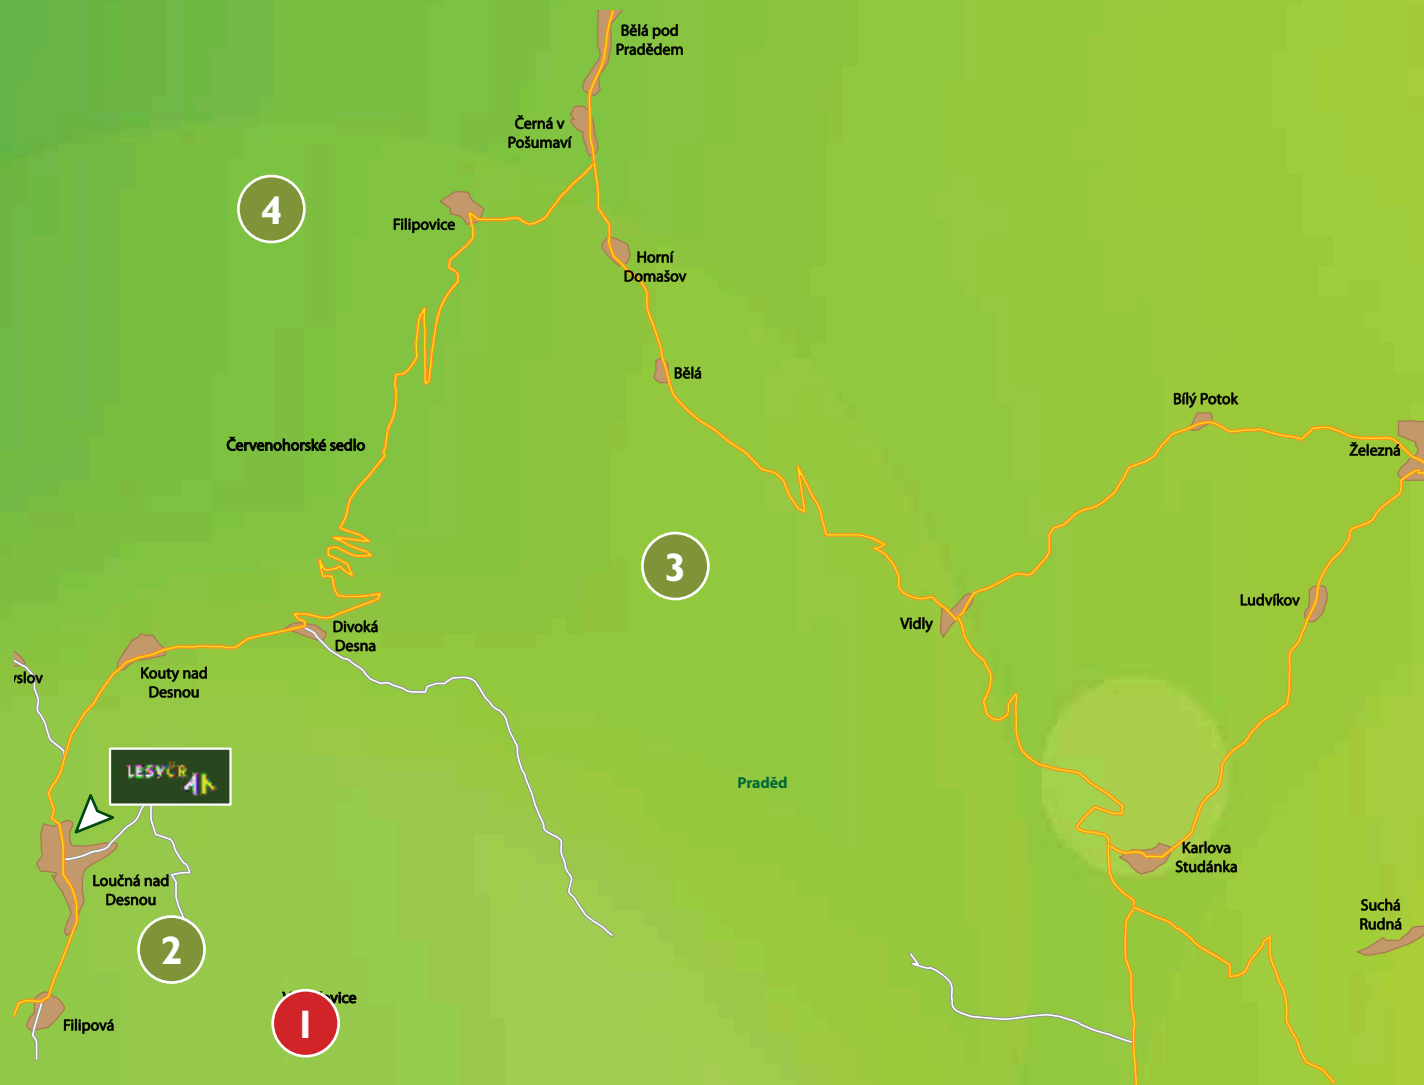 Bělá pod
Pradědem
Černá v
Pošumaví
4
Filipovice
Horní
Domašov
Bělá
Bílý Potok
Červenohorské sedlo
Železná
3
Ludvíkov
Vidly
Divoká
Desna
Kouty nad
Desnou
LESY ČR
Praděd
Karlova
Studánka
Loučná nad
Desnou
Suchá
Rudná
2
1
Filipová